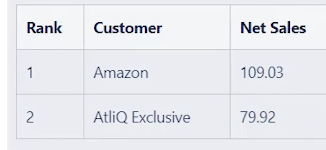 Rank Customer Net Sales
1 Amazon 109.03
2 AtliQ Exclusive 79.92